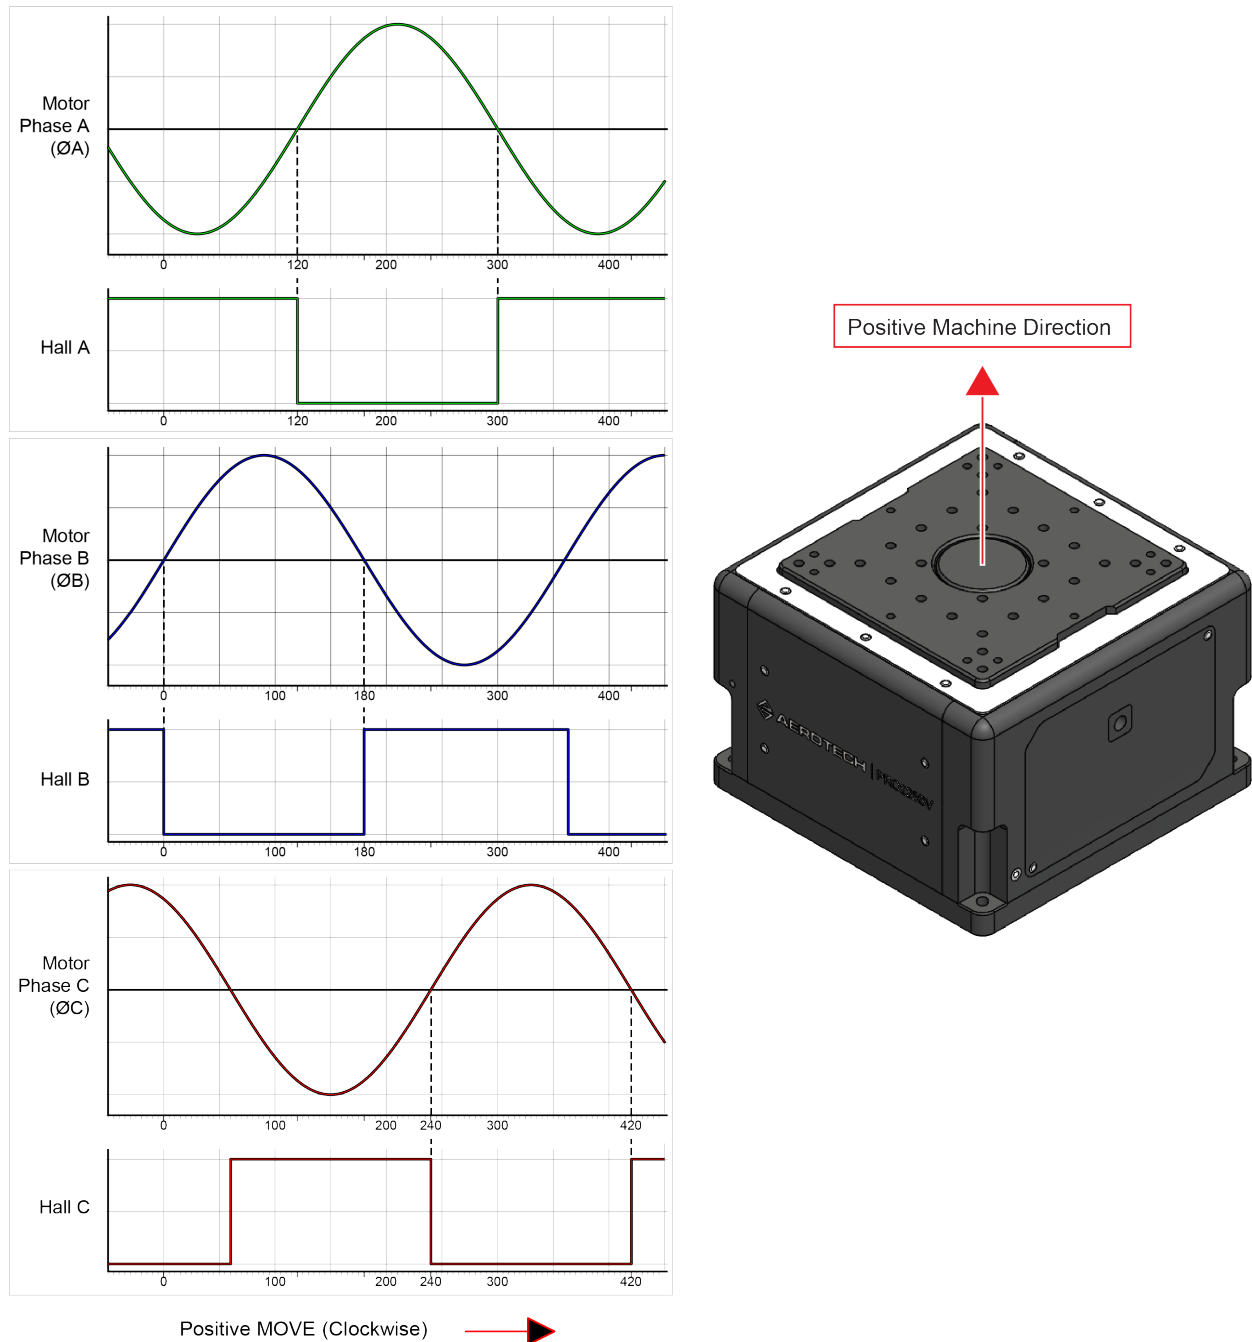 Motor
Phase A
(ØA)
0 120 200 300 400
Hall A
0 120 200 300 400
Motor
Phase B
(ØB)
0 100 180 300 400
Hall B
0 100 180 300 400
Motor
Phase C
(ØC)
0 100 200 240 300 420
Hall C
0 100 200 240 300 420
Positive MOVE (Clockwise)
Positive Machine Direction
AEROTECH